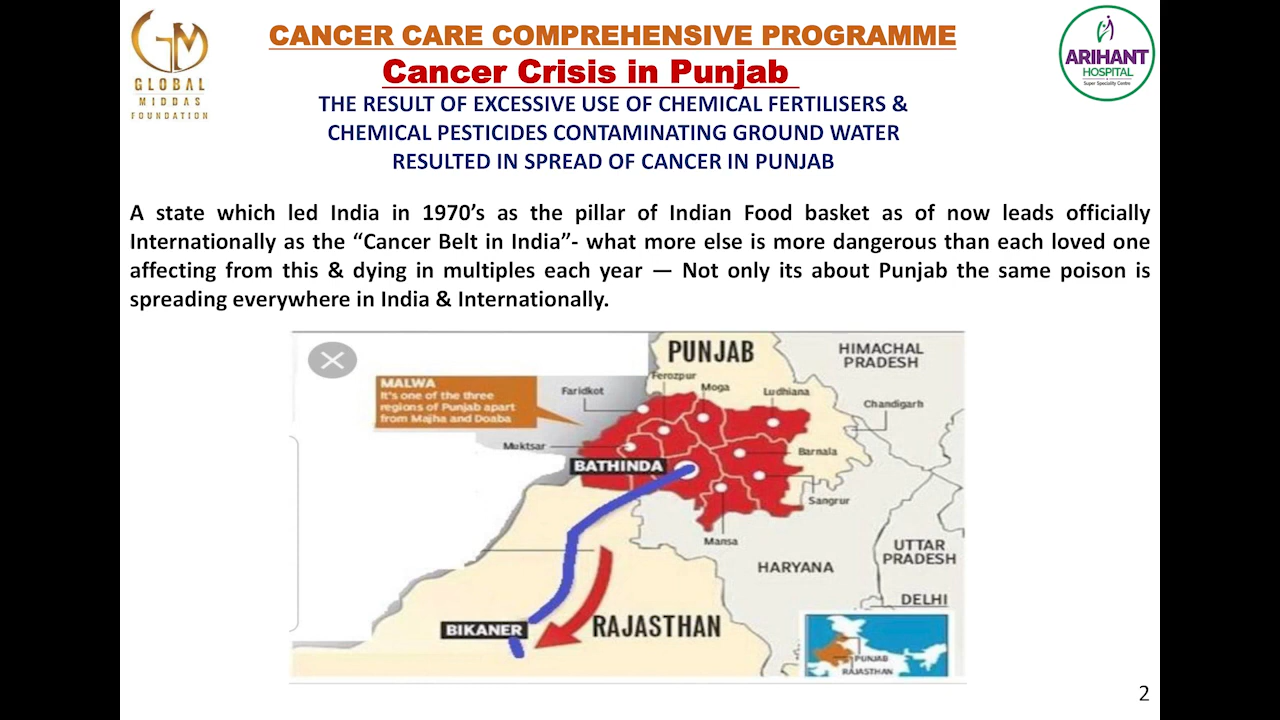 GM
GLOBAL
MIDDAS
FOUNDATION
CANCER CARE COMPREHENSIVE PROGRAMME
Cancer Crisis in Punjab
THE RESULT OF EXCESSIVE USE OF CHEMICAL FERTILISERS &
CHEMICAL PESTICIDES CONTAMINATING GROUND WATER
RESULTED IN SPREAD OF CANCER IN PUNJAB
ARIHANT
HOSPITAL
Super Speciality Centre
A state which led India in 1970’s as the pillar of Indian Food basket as of now leads officially
Internationally as the “Cancer Belt in India”- what more else is more dangerous than each loved one
affecting from this & dying in multiples each year — Not only its about Punjab the same poison is
spreading everywhere in India & Internationally.
PUNJAB
HIMACHAL
PRADESH
MALWA
It's one of the three
regions of Punjab apart
from Majha and Doaba
Faridkot
Ferozpur
Moga
Ludhiana
Chandigarh
Muktsar
BATHINDA
Barnala
Sangrur
Mansa
HARYANA
UTTAR
PRADESH
DELHI
BIKANER
RAJASTHAN
PUNJAB
RAJASTHAN
2